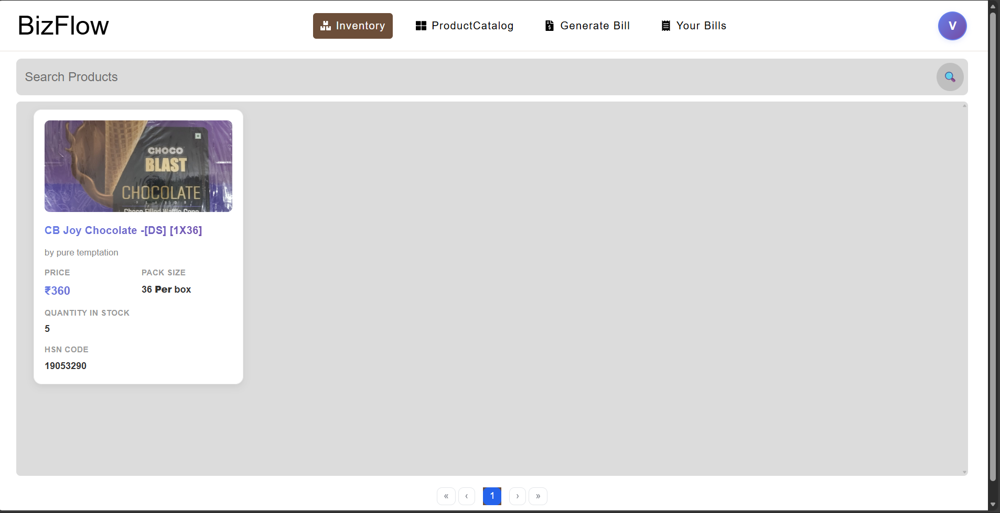 BizFlow
Inventory
ProductCatalog
Generate Bill
Your Bills
V
Search Products
CHOCO
BLAST
CHOCOLATE
FLAVOR
Choco Filled Waffle Cone
CB Joy Chocolate -[DS] [1X36]
by pure temptation
PRICE
PACK SIZE
₹360
36 Per box
QUANTITY IN STOCK
5
HSN CODE
19053290
« ‹ 1 › »